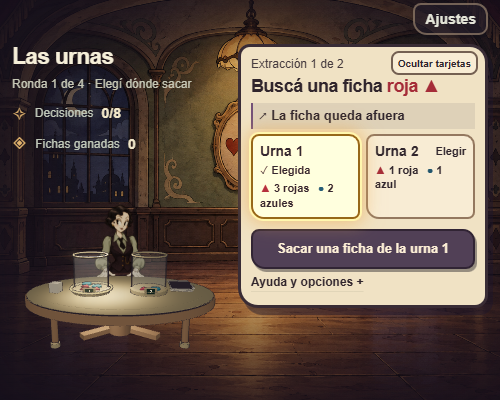 Ajustes
Las urnas
Ronda 1 de 4 · Elegí dónde sacar
Decisiones 0/8
Fichas ganadas 0
Extracción 1 de 2
Ocultar tarjetas
Buscá una ficha roja ▲
↗ La ficha queda afuera
Urna 1
✓ Elegida
▲ 3 rojas ● 2
azules
Urna 2 Elegir
▲ 1 roja ● 1
azul
Sacar una ficha de la urna 1
Ayuda y opciones +